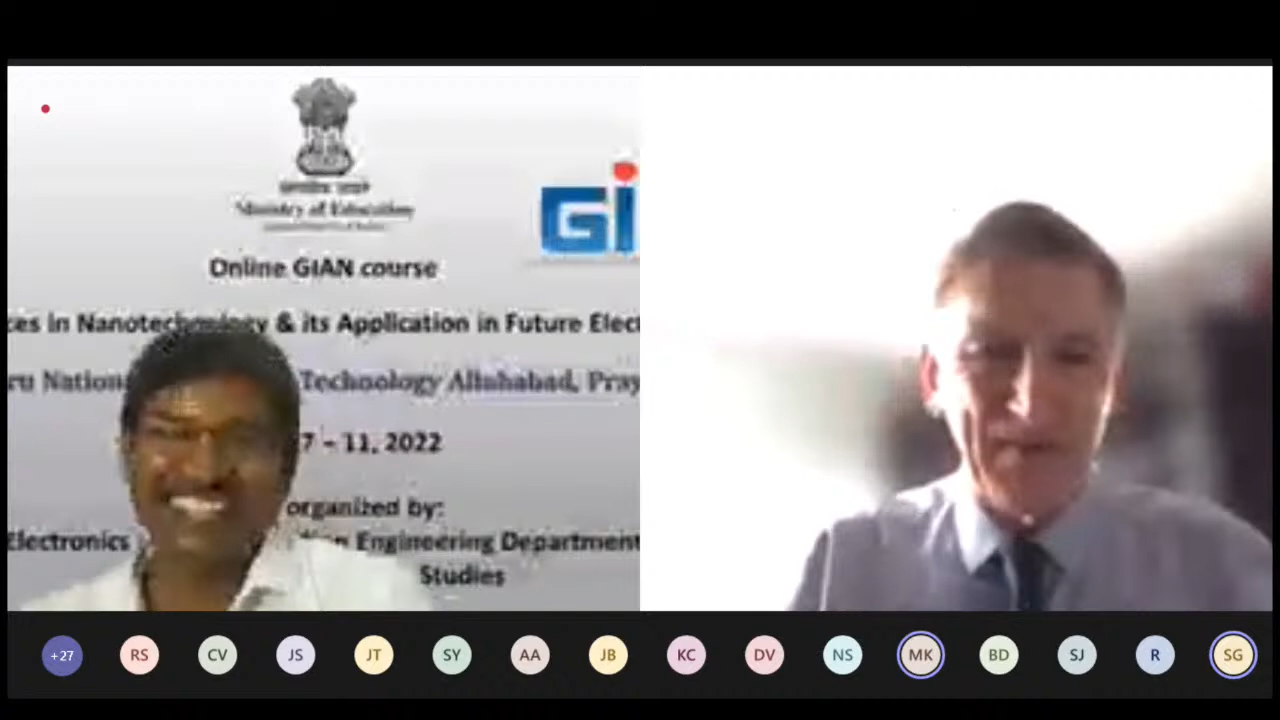 Ministry of Education
Gi
Online GIAN course
ces in Nanotechnology & its Application in Future Elect
ru Nation Technology Allahabad, Pray
7 – 11, 2022
organized by:
Electronics Engineering Department
Studies
+27 RS CV JS JT SY AA JB KC DV NS MK BD SJ R SG